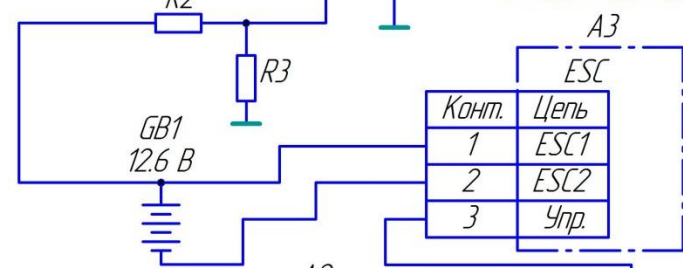 R2
A3
R3
ESC
GB1
12.6 В
Конт. Цепь
1 ESC1
2 ESC2
3 Упр.